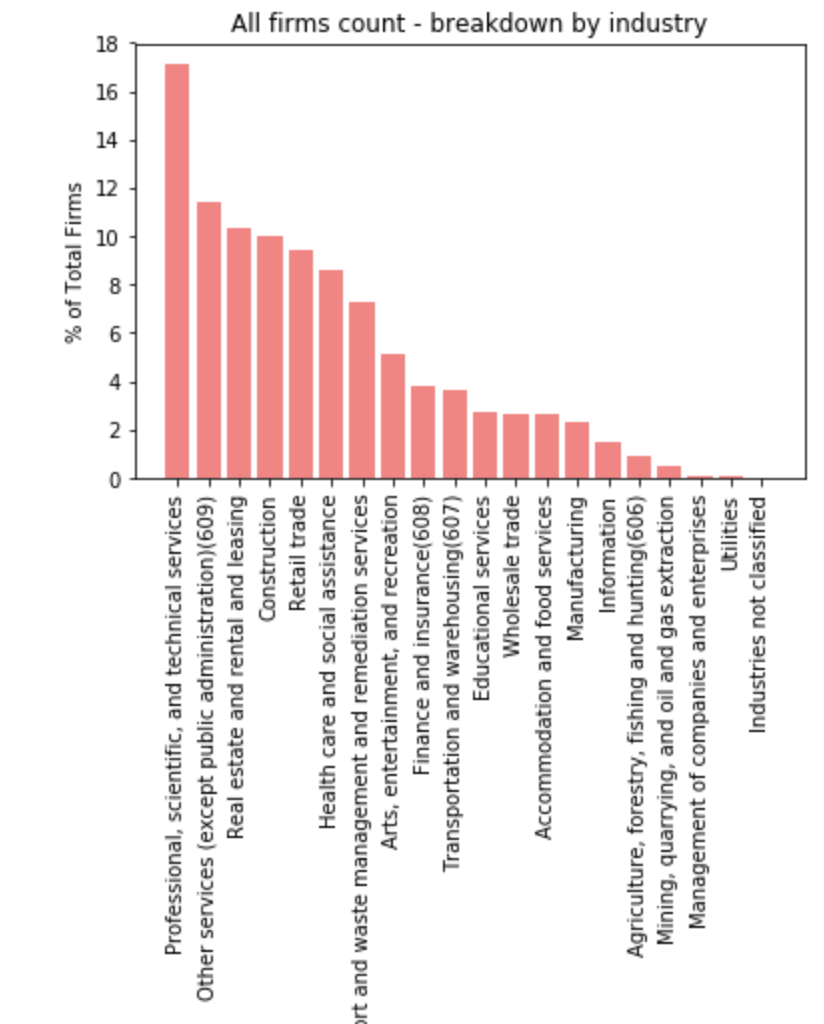 All firms count - breakdown by industry
% of Total Firms
18
16
14
12
10
8
6
4
2
0
Professional, scientific, and technical services
Other services (except public administration)(609)
Real estate and rental and leasing
Construction
Retail trade
Health care and social assistance
and waste management and remediation services
Arts, entertainment, and recreation
Finance and insurance(608)
Transportation and warehousing(607)
Educational services
Wholesale trade
Accommodation and food services
Manufacturing
Information
Agriculture, forestry, fishing and hunting(606)
Mining, quarrying, and oil and gas extraction
Management of companies and enterprises
Utilities
Industries not classified